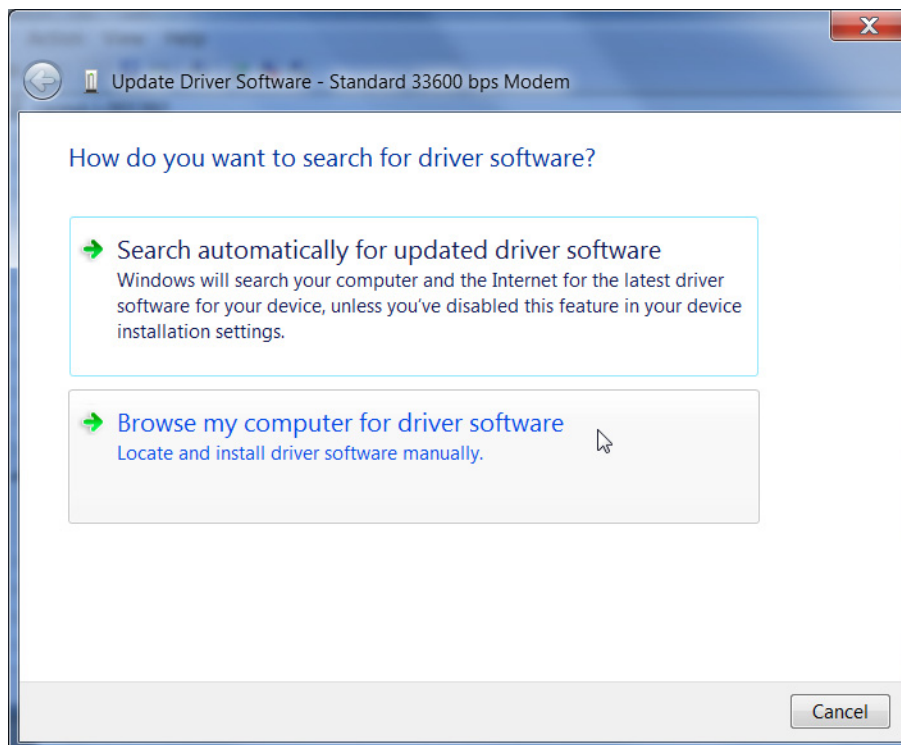 Action View Help
Update Driver Software - Standard 33600 bps Modem
How do you want to search for driver software?
Search automatically for updated driver software
Windows will search your computer and the Internet for the latest driver
software for your device, unless you've disabled this feature in your device
installation settings.
Browse my computer for driver software
Locate and install driver software manually.
Cancel